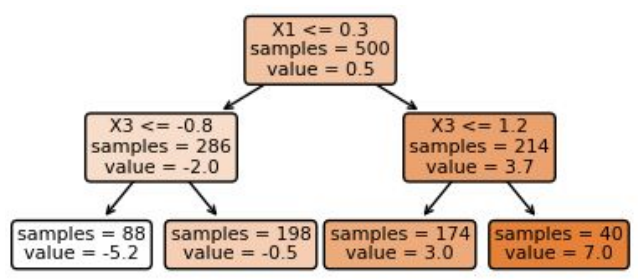 X1 <= 0.3
samples = 500
value = 0.5
X3 <= -0.8
samples = 286
value = -2.0
X3 <= 1.2
samples = 214
value = 3.7
samples = 88
value = -5.2
samples = 198
value = -0.5
samples = 174
value = 3.0
samples = 40
value = 7.0